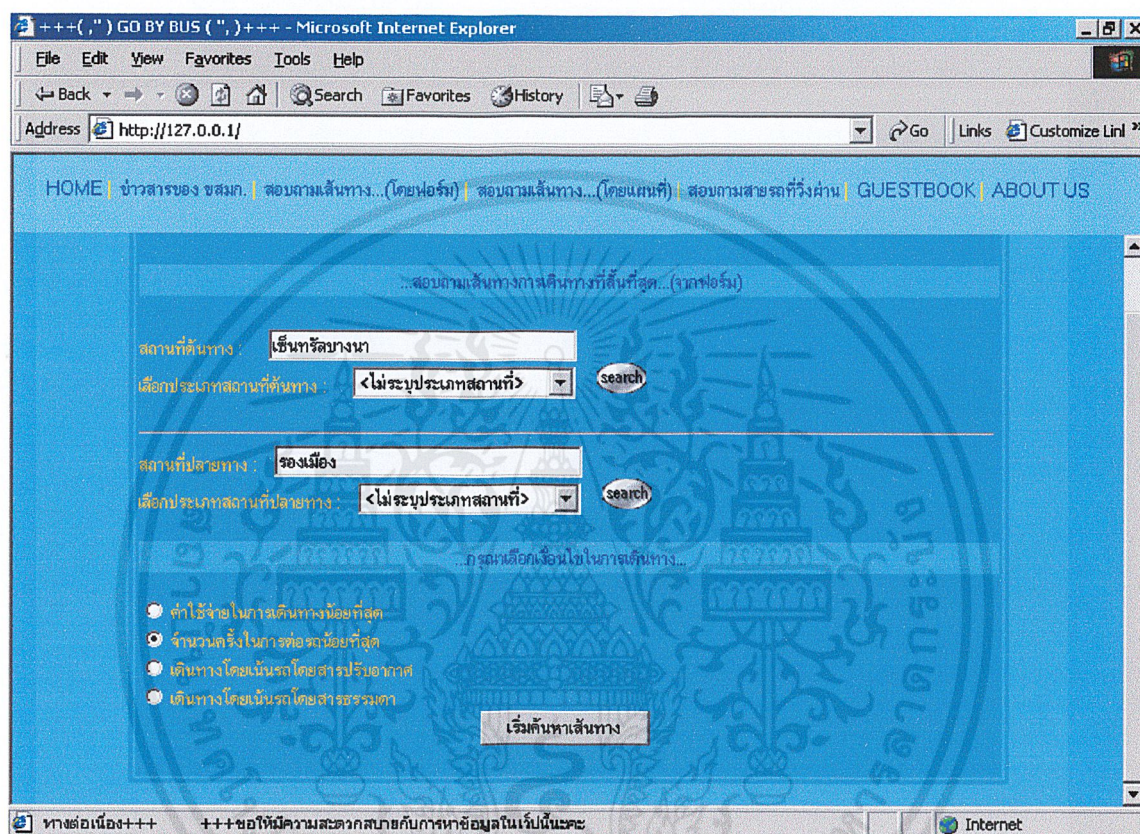 +++( ,'' ) GO BY BUS ( '', )+++ - Microsoft Internet Explorer
File Edit View Favorites Tools Help
Back Search Favorites History
Address http://127.0.0.1/ Go Links Customize Linl »
HOME | ข่าวสารของ ขสมก. | สอบถามเส้นทาง...(โดยฟอร์ม) | สอบถามเส้นทาง...(โดยแผนที่) | สอบถามสายรถที่วิ่งผ่าน | GUESTBOOK | ABOUT US
...สอบถามเส้นทางการเดินทางที่สั้นที่สุด...(จากฟอร์ม)
สถานที่ต้นทาง : เซ็นทรัลบางนา
เลือกประเภทสถานที่ต้นทาง : <ไม่ระบุประเภทสถานที่> search
สถานที่ปลายทาง : รองเมือง
เลือกประเภทสถานที่ปลายทาง : <ไม่ระบุประเภทสถานที่> search
...กรุณาเลือกเงื่อนไขในการเดินทาง...
ค่าใช้จ่ายในการเดินทางน้อยที่สุด
จำนวนครั้งในการต่อรถน้อยที่สุด
เดินทางโดยเน้นรถโดยสารปรับอากาศ
เดินทางโดยเน้นรถโดยสารธรรมดา
เริ่มค้นหาเส้นทาง
ทางต่อเนื่อง+++ +++ขอให้มีความสะดวกสบายกับการหาข้อมูลในเว็ปนี้นะคะ Internet